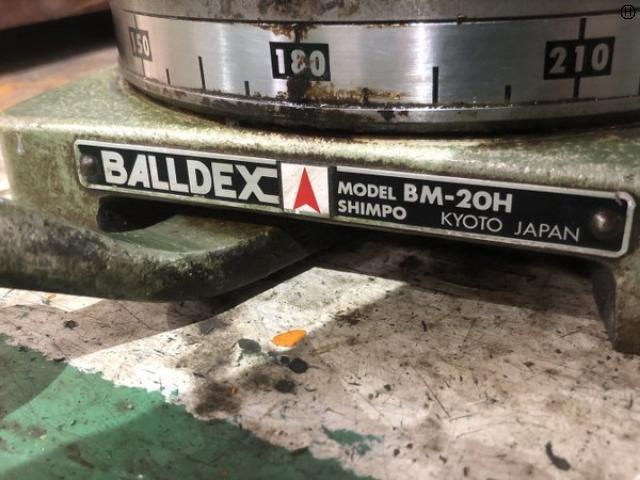 150 180 210
BALLDEX
MODEL BM-20H
SHIMPO KYOTO JAPAN
H